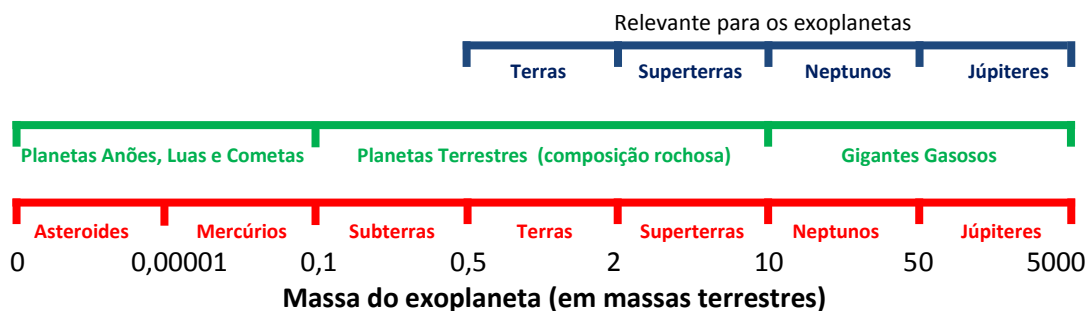 Relevante para os exoplanetas
Terras Superterras Neptunos Júpiteres
Planetas Anões, Luas e Cometas Planetas Terrestres (composição rochosa) Gigantes Gasosos
Asteroides Mercúrios Subterras Terras Superterras Neptunos Júpiteres
0 0,00001 0,1 0,5 2 10 50 5000
Massa do exoplaneta (em massas terrestres)